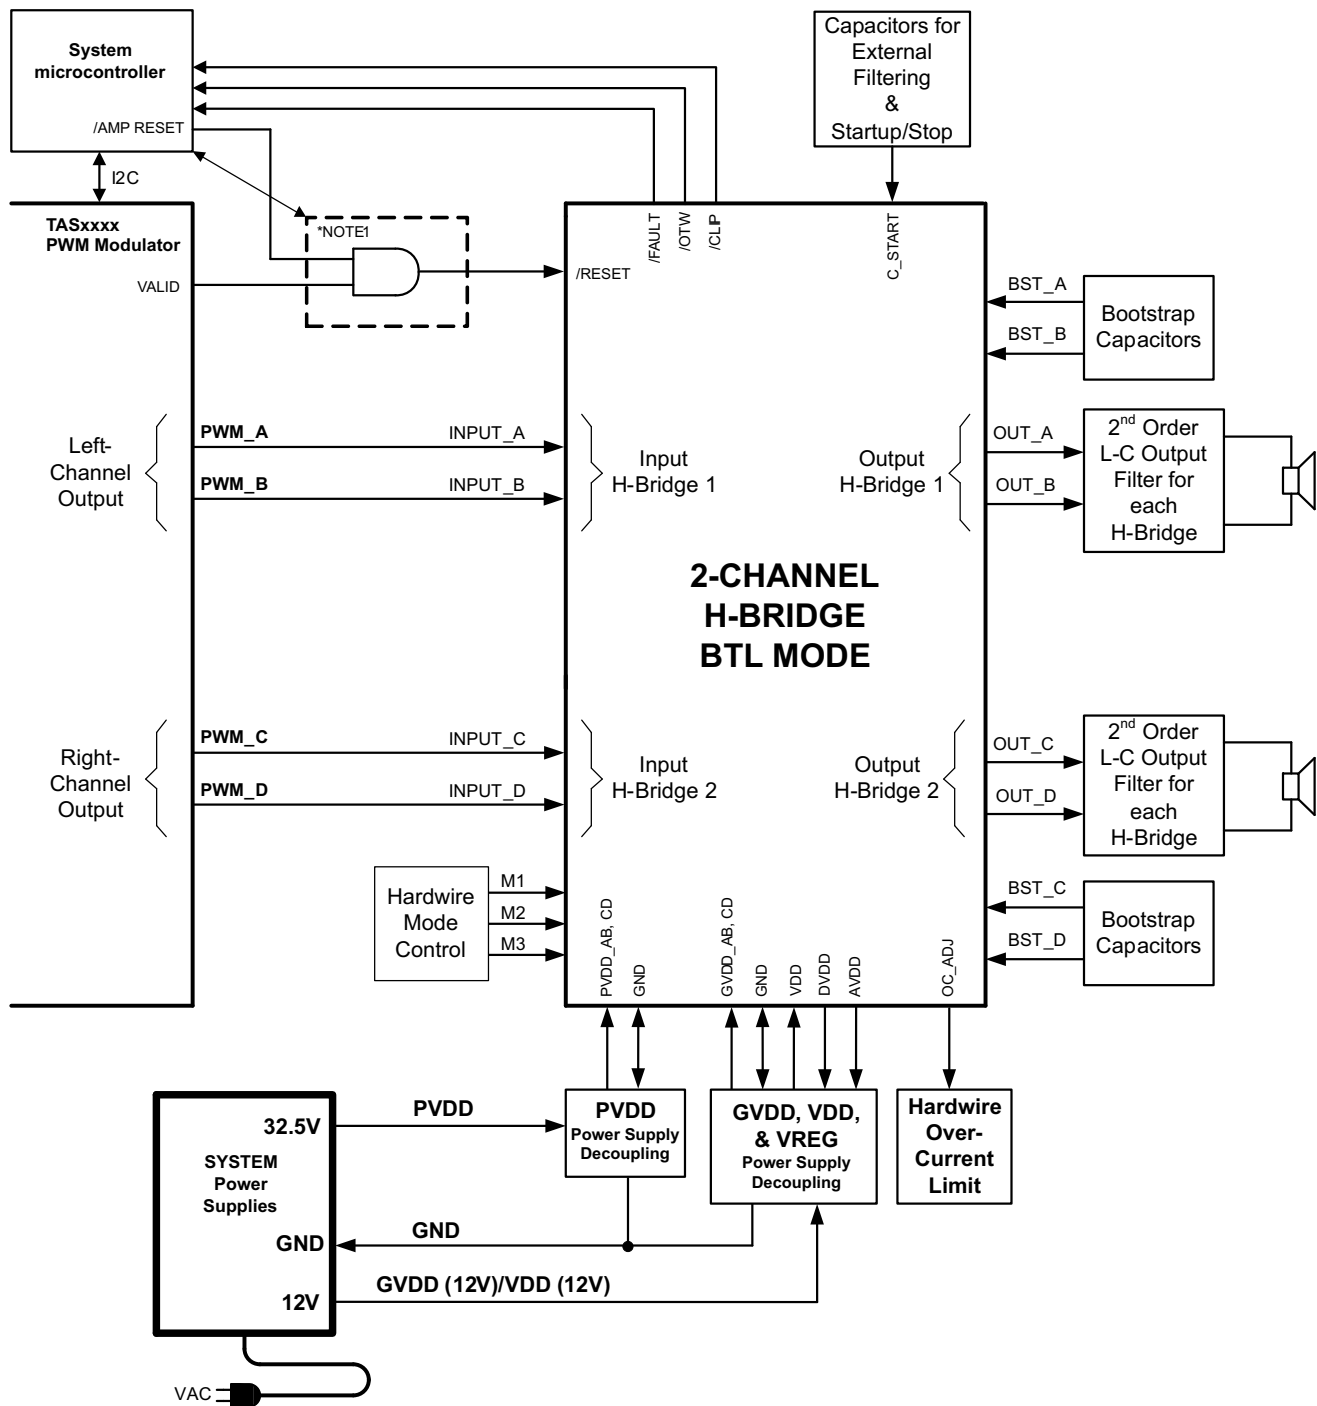 System
microcontroller
/AMP RESET
I2C
Capacitors for
External
Filtering
&
Startup/Stop
TASxxxx
PWM Modulator
VALID
*NOTE1
/RESET
/FAULT
/OTW
/CLIP
C_START
BST_A
BST_B
Bootstrap
Capacitors
Left-
Channel
Output
PWM_A
PWM_B
INPUT_A
INPUT_B
Input
H-Bridge 1
Output
H-Bridge 1
OUT_A
OUT_B
2nd Order
L-C Output
Filter for
each
H-Bridge
2-CHANNEL
H-BRIDGE
BTL MODE
Right-
Channel
Output
PWM_C
PWM_D
INPUT_C
INPUT_D
Input
H-Bridge 2
Output
H-Bridge 2
OUT_C
OUT_D
2nd Order
L-C Output
Filter for
each
H-Bridge
Hardwire
Mode
Control
M1
M2
M3
PVDD_AB, CD
GND
GVDD_AB, CD
GND
VDD
DVDD
AVDD
OC_ADJ
BST_C
BST_D
Bootstrap
Capacitors
32.5V
SYSTEM
Power
Supplies
GND
12V
PVDD
PVDD
Power Supply
Decoupling
GVDD, VDD,
& VREG
Power Supply
Decoupling
Hardwire
Over-
Current
Limit
GND
GVDD (12V)/VDD (12V)
VAC